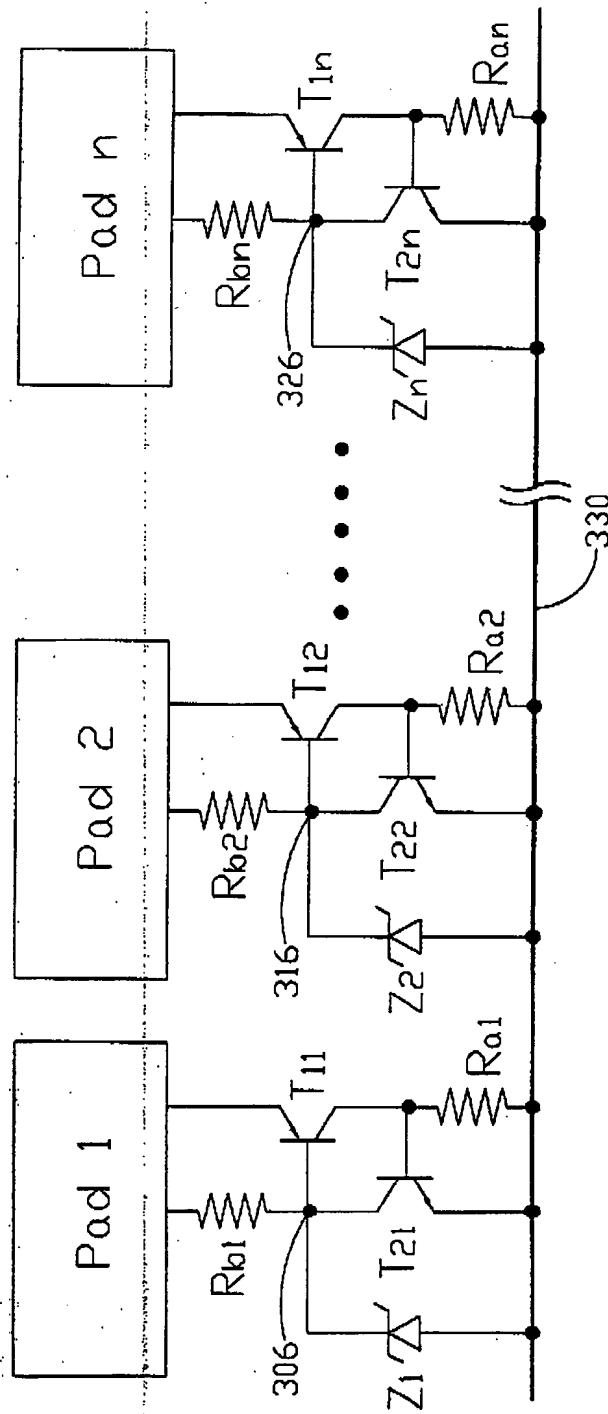 Pad 1
Rb1
306
T11
T21
Z1
Ra1
Pad 2
Rb2
316
T12
T22
Z2
Ra2
Pad n
Rbn
326
T1n
T2n
Zn
Ran
330